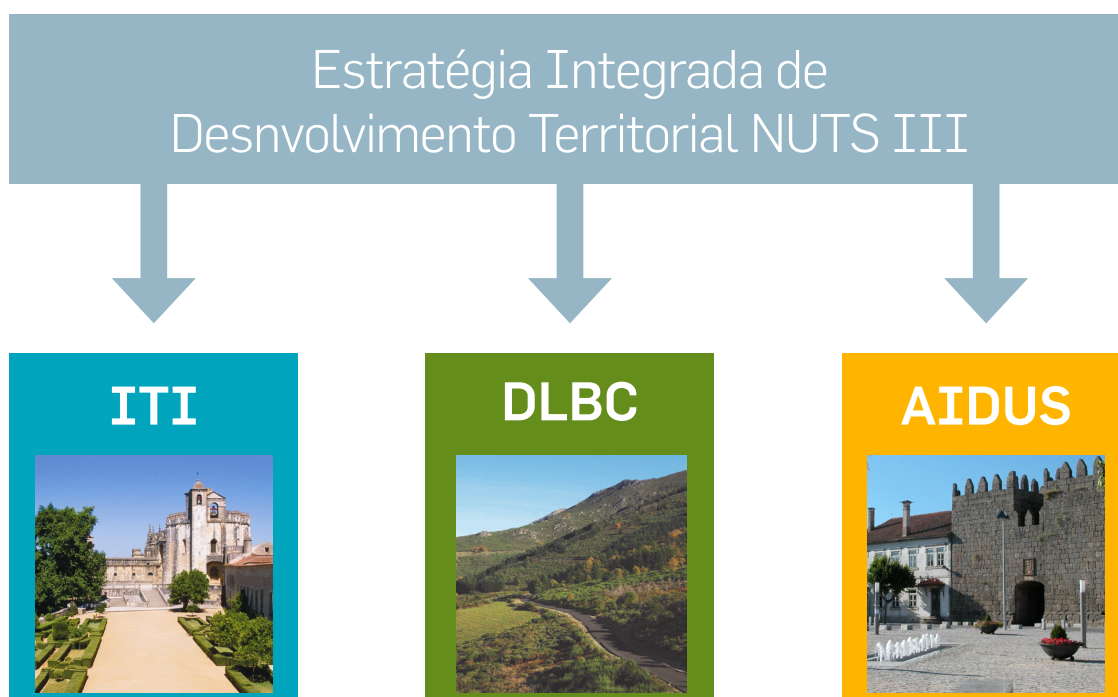 Estratégia Integrada de
Desnvolvimento Territorial NUTS III
ITI
DLBC
AIDUS